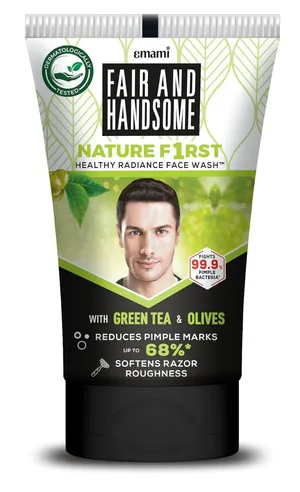 emami
DERMATOLOGICALLY
TESTED
FAIR AND
HANDSOME
NATURE F1RST
HEALTHY RADIANCE FACE WASH™
FIGHTS
99.9%
PIMPLE
BACTERIA^
WITH GREEN TEA & OLIVES
REDUCES PIMPLE MARKS
UP TO 68%*
SOFTENS RAZOR
ROUGHNESS